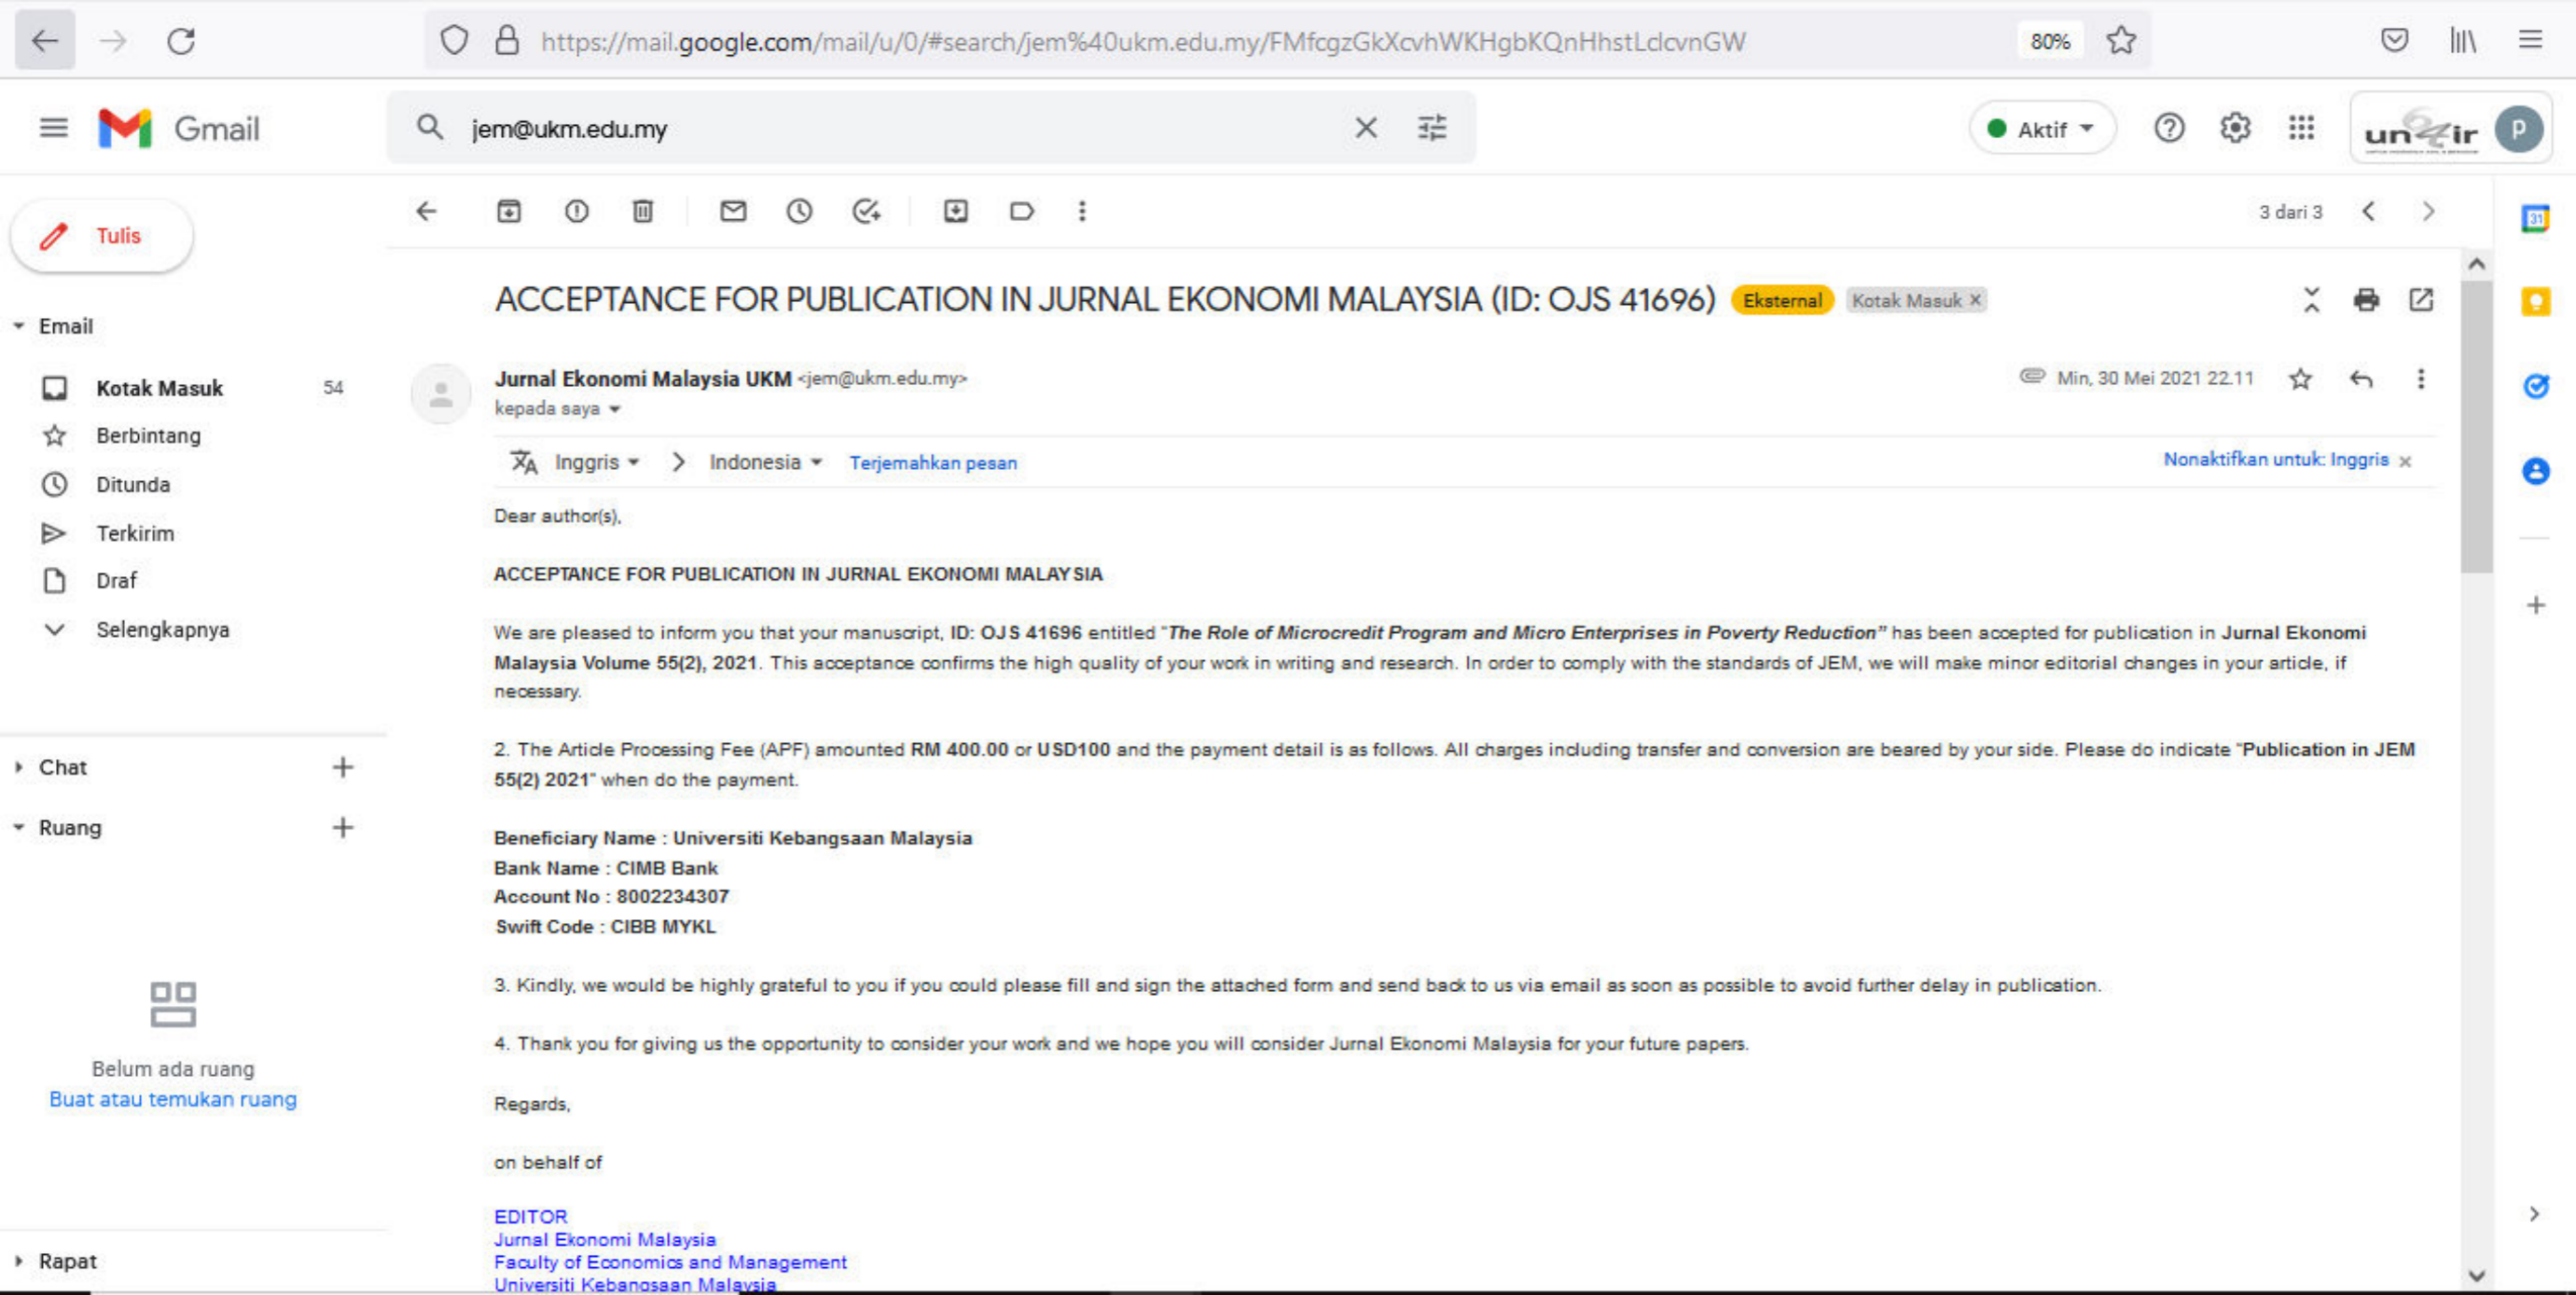 https://mail.google.com/mail/u/0/#search/jem%40ukm.edu.my/FMfcgzGkXcvhWKHgbKQnHhstLclcvnGW
80%
Gmail
jem@ukm.edu.my
Aktif
unair
P
Tulis
3 dari 3
31
ACCEPTANCE FOR PUBLICATION IN JURNAL EKONOMI MALAYSIA (ID: OJS 41696) Eksternal Kotak Masuk ×
Email
Jurnal Ekonomi Malaysia UKM <jem@ukm.edu.my>
Min, 30 Mei 2021 22.11
kepada saya
Kotak Masuk 54
Berbintang
Ditunda
Terkirim
Draf
Selengkapnya
Inggris > Indonesia Terjemahkan pesan
Nonaktifkan untuk: Inggris ×
Dear author(s),
ACCEPTANCE FOR PUBLICATION IN JURNAL EKONOMI MALAYSIA
We are pleased to inform you that your manuscript, ID: OJS 41696 entitled "The Role of Microcredit Program and Micro Enterprises in Poverty Reduction" has been accepted for publication in Jurnal Ekonomi
Malaysia Volume 55(2), 2021. This acceptance confirms the high quality of your work in writing and research. In order to comply with the standards of JEM, we will make minor editorial changes in your article, if
necessary.
2. The Article Processing Fee (APF) amounted RM 400.00 or USD100 and the payment detail is as follows. All charges including transfer and conversion are beared by your side. Please do indicate "Publication in JEM
55(2) 2021" when do the payment.
Beneficiary Name : Universiti Kebangsaan Malaysia
Bank Name : CIMB Bank
Account No : 8002234307
Swift Code : CIBB MYKL
3. Kindly, we would be highly grateful to you if you could please fill and sign the attached form and send back to us via email as soon as possible to avoid further delay in publication.
4. Thank you for giving us the opportunity to consider your work and we hope you will consider Jurnal Ekonomi Malaysia for your future papers.
Regards,
on behalf of
EDITOR
Jurnal Ekonomi Malaysia
Faculty of Economics and Management
Universiti Kebangsaan Malaysia
Chat
Ruang
Belum ada ruang
Buat atau temukan ruang
Rapat